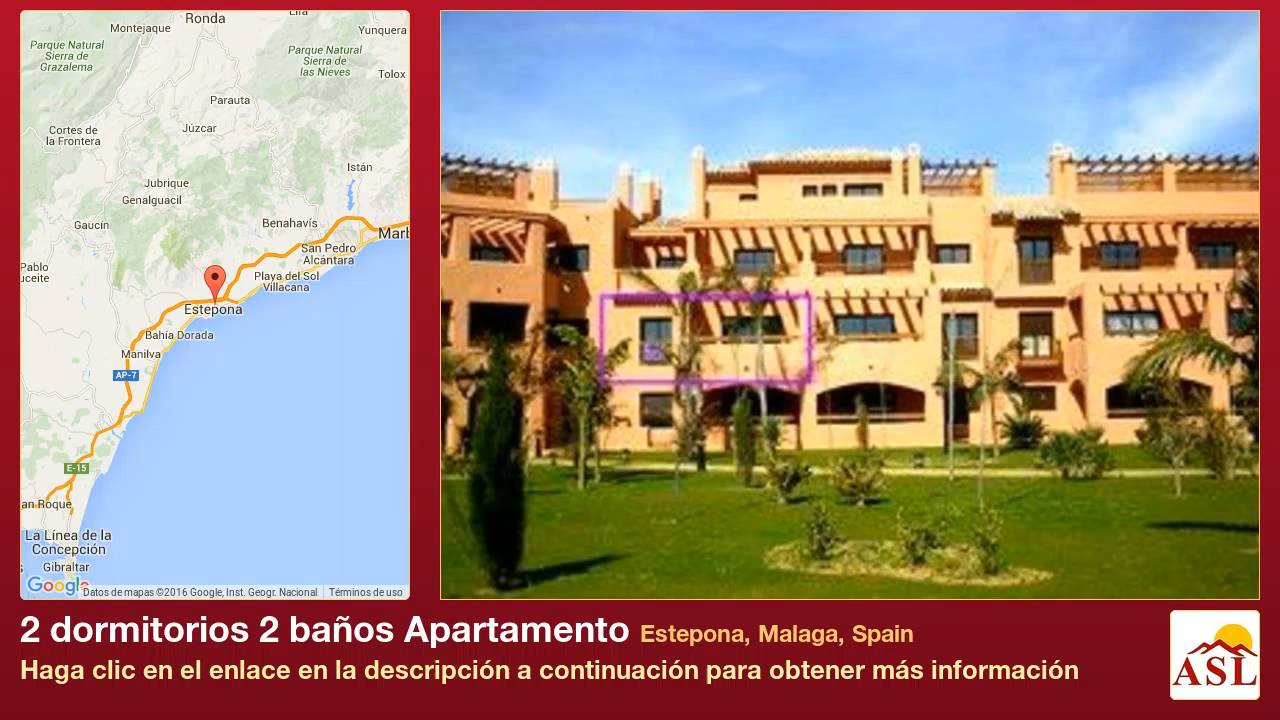 Ronda
Montejaque
Yunquera
Parque Natural
Sierra de
Grazalema
Parque Natural
Sierra de
las Nieves
Tolox
Parauta
Júzcar
Cortes de
la Frontera
Istán
Jubrique
Genalguacil
Gaucín
Benahavís
Marb
San Pedro
Alcántara
Pablo
uceite
Playa del Sol
Villacana
Estepona
Bahía Dorada
Manilva
AP-7
E-15
an Roque
La Línea de la
Concepción
Gibraltar
Google
Datos de mapas ©2016 Google, Inst. Geogr. Nacional
Términos de uso
2 dormitorios 2 baños Apartamento Estepona, Malaga, Spain
Haga clic en el enlace en la descripción a continuación para obtener más información
ASL